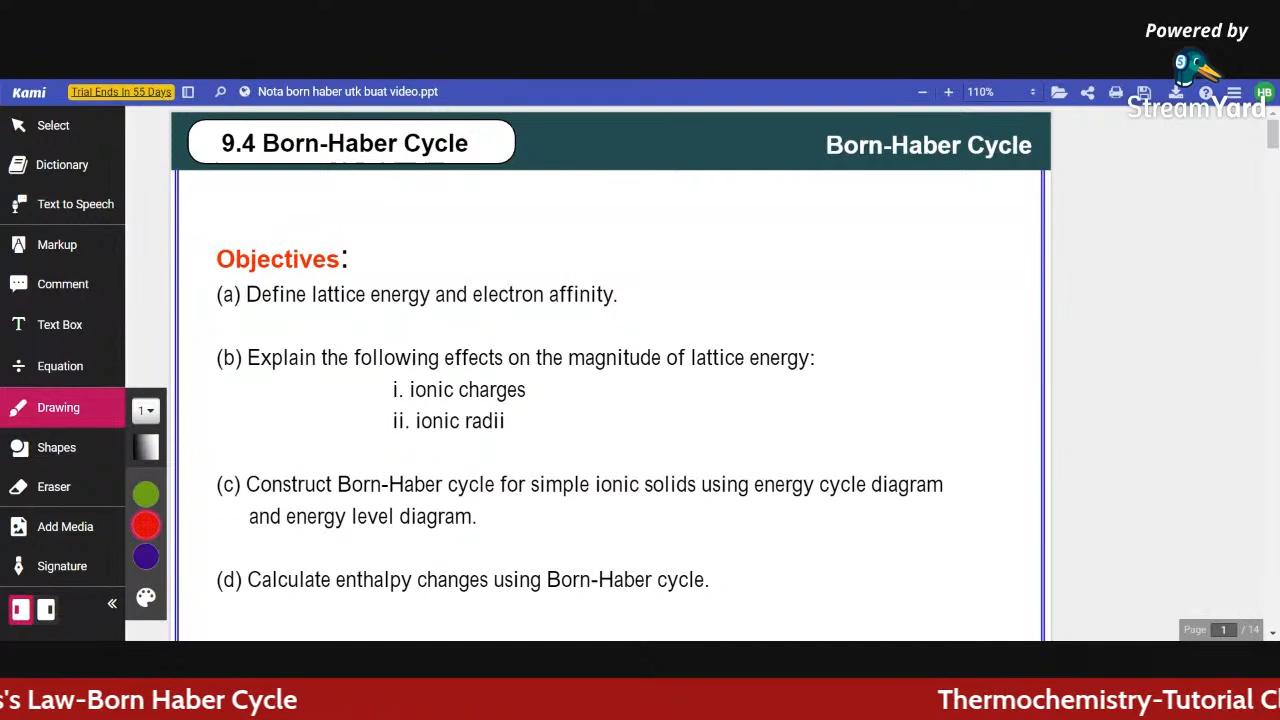 Powered by
StreamYard
Kami
Trial Ends In 55 Days
Nota born haber utk buat video.ppt
110%
HB
Select
Dictionary
Text to Speech
Markup
Comment
Text Box
Equation
Drawing
Shapes
Eraser
Add Media
Signature
1
9.4 Born-Haber Cycle
Born-Haber Cycle
Objectives:
(a) Define lattice energy and electron affinity.
(b) Explain the following effects on the magnitude of lattice energy:
i. ionic charges
ii. ionic radii
(c) Construct Born-Haber cycle for simple ionic solids using energy cycle diagram
and energy level diagram.
(d) Calculate enthalpy changes using Born-Haber cycle.
Page 1 / 14
s's Law-Born Haber Cycle
Thermochemistry-Tutorial C